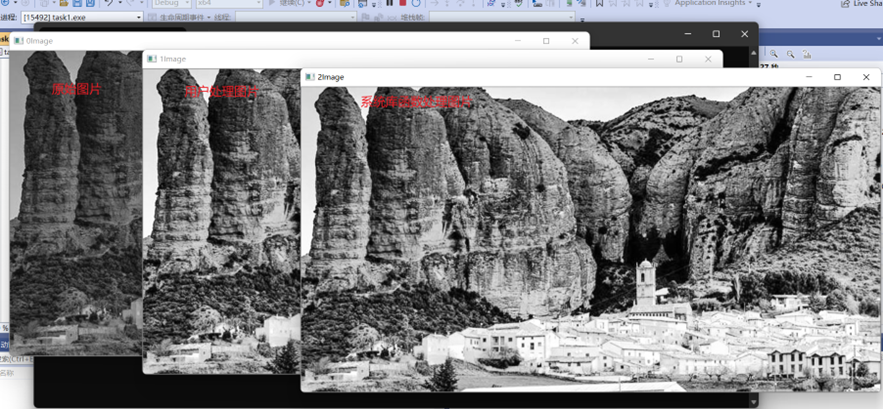 Debug
x64
继续(C)
Application Insights
Live Sha
进程: [15492] task1.exe
生命周期事件
线程:
堆栈帧:
0Image
1Image
2Image
原始图片
用户处理图片
系统库函数处理图片
名称